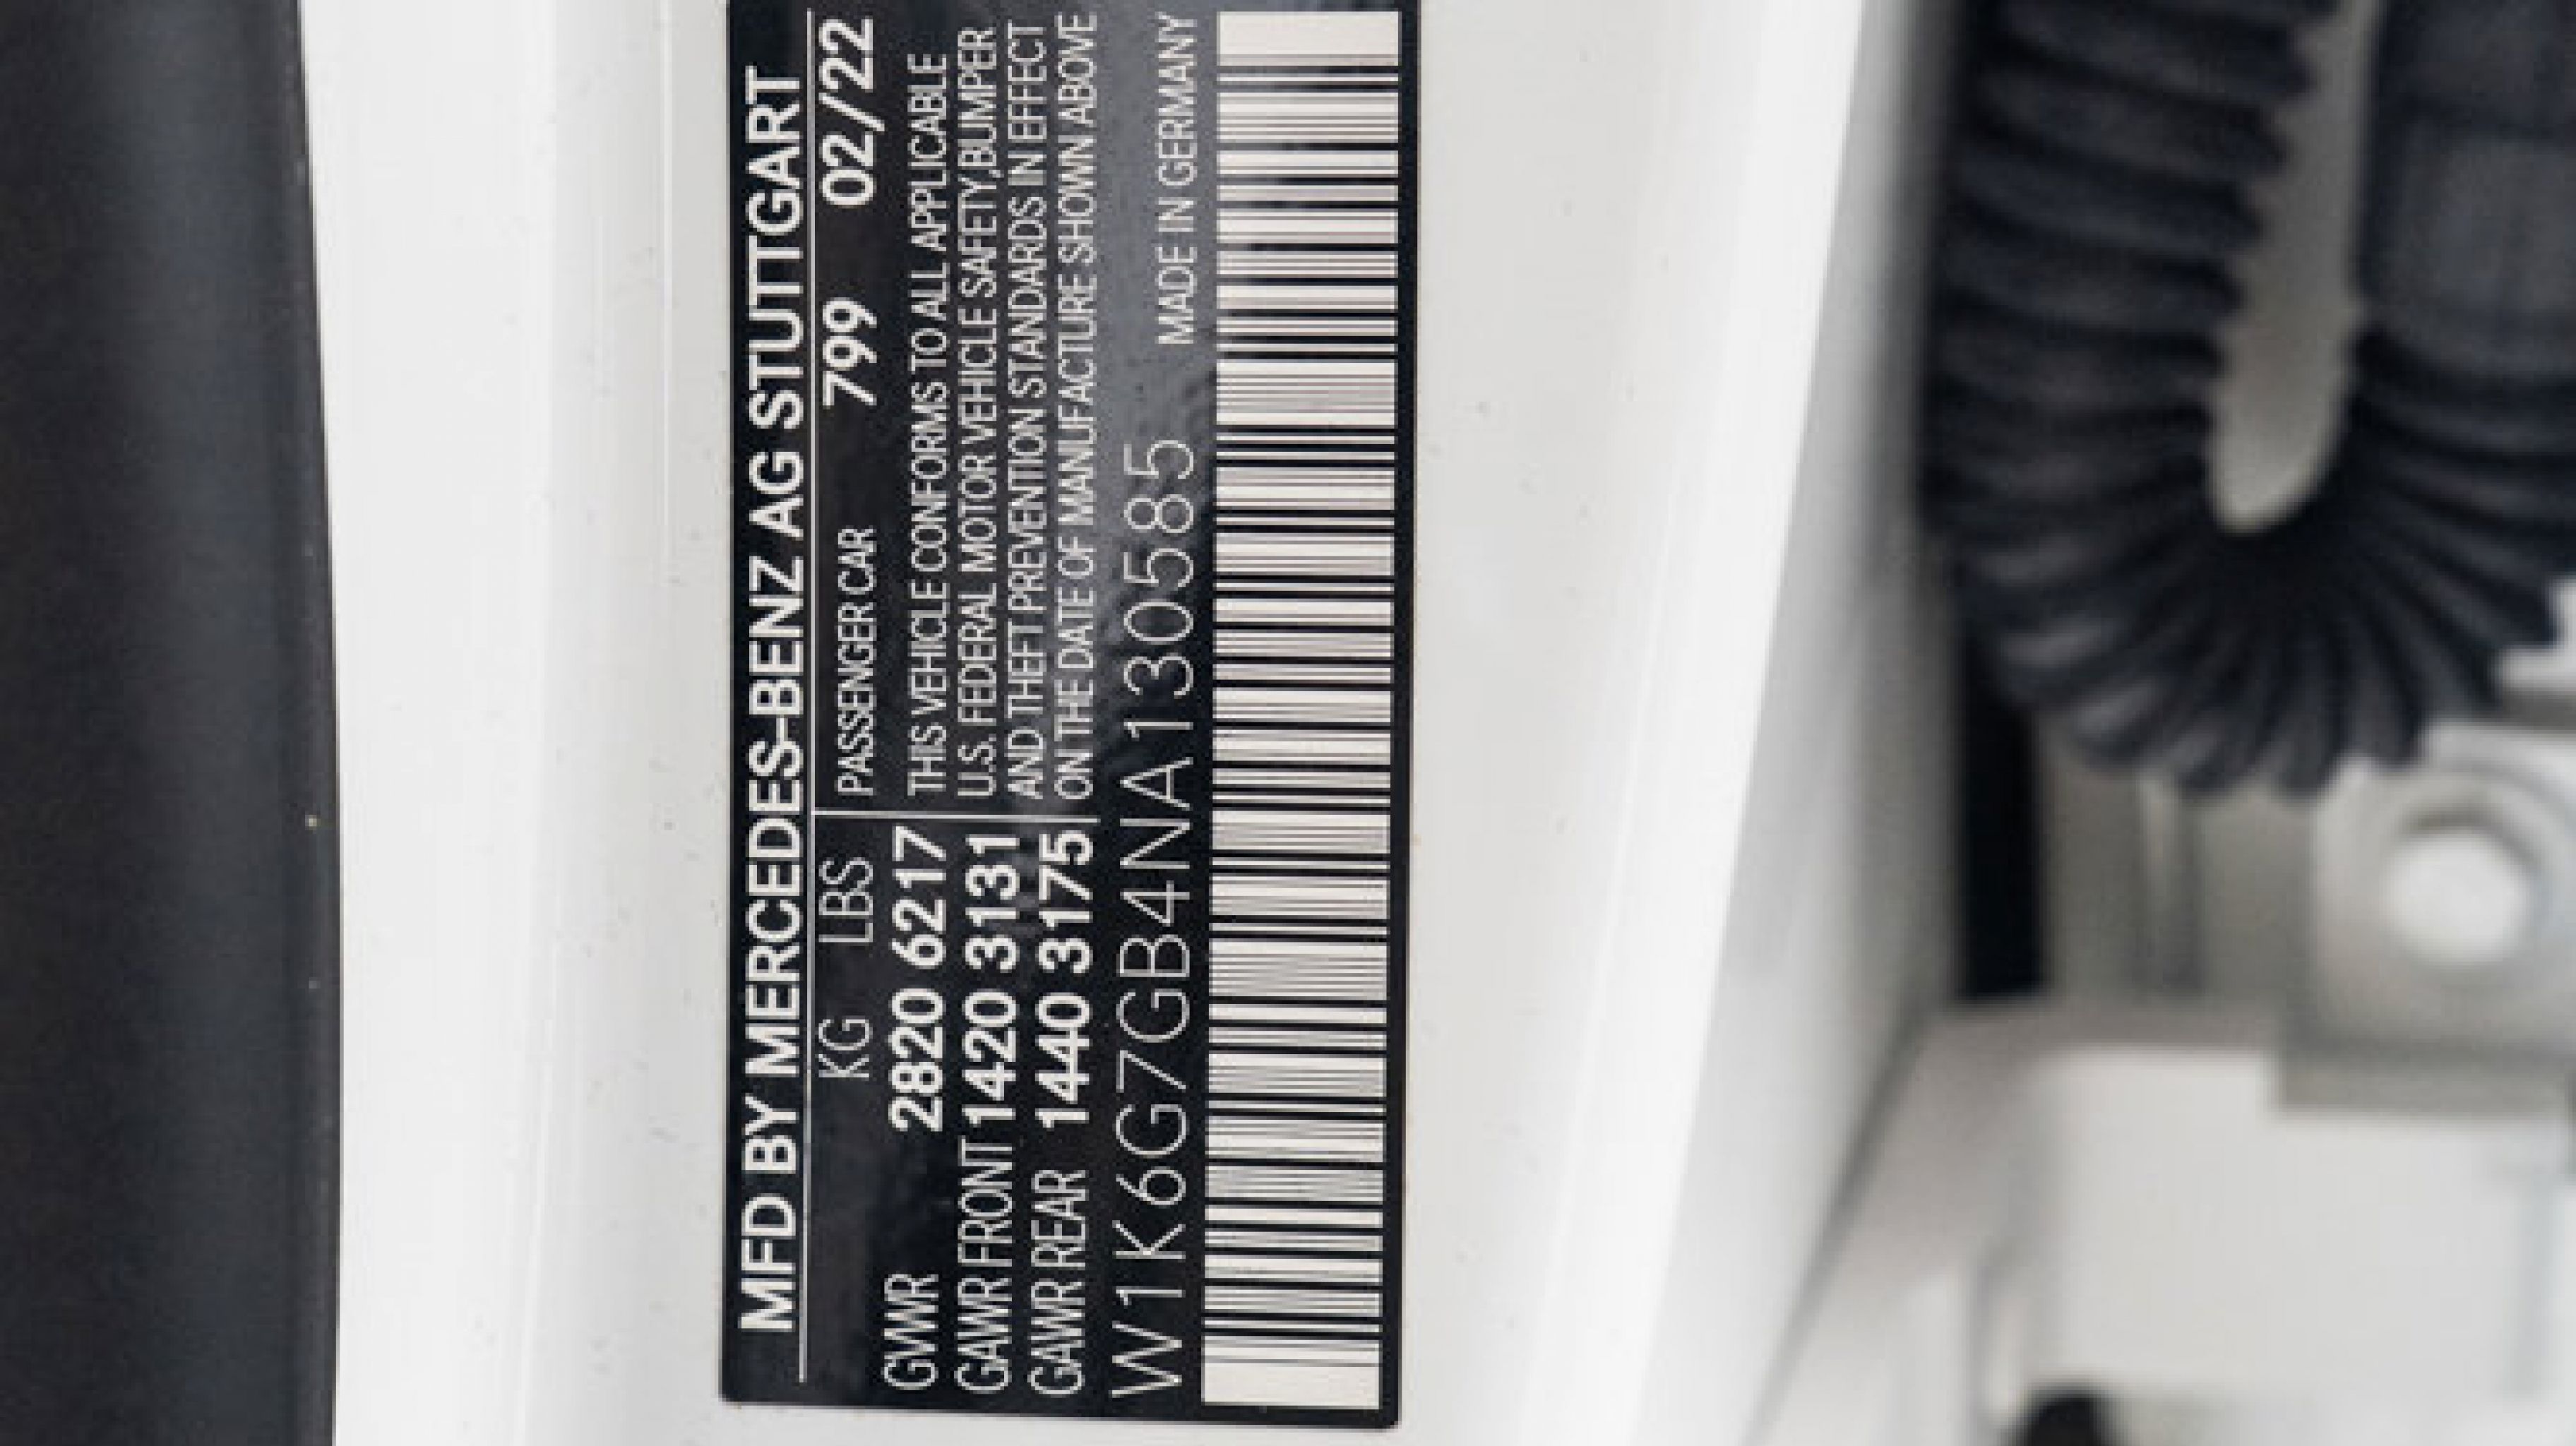 MFD BY MERCEDES-BENZ AG STUTTGART
KG LBS PASSENGER CAR 799 02/22
GVWR 2820 6217
GAWR FRONT 1420 3131
GAWR REAR 1440 3175
THIS VEHICLE CONFORMS TO ALL APPLICABLE
U.S. FEDERAL MOTOR VEHICLE SAFETY,BUMPER
AND THEFT PREVENTION STANDARDS IN EFFECT
ON THE DATE OF MANUFACTURE SHOWN ABOVE
W1K6G7GB4NA130585 MADE IN GERMANY